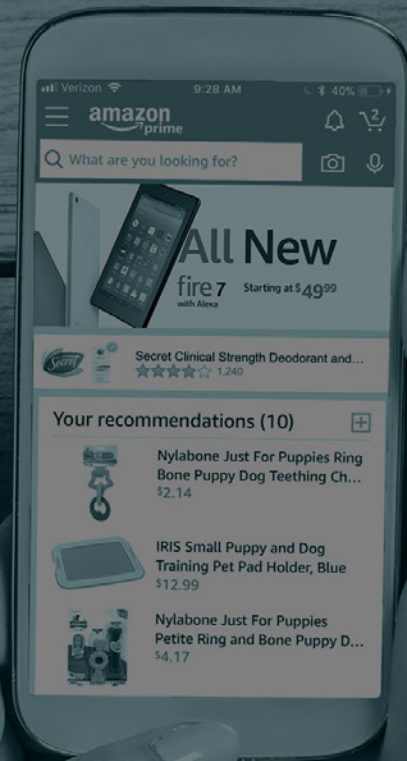 Verizon 9:28 AM 40%
amazon
prime
2
What are you looking for?
All New
fire 7 Starting at $49⁹⁹
with Alexa
Secret
Secret Clinical Strength Deodorant and...
1,240
Your recommendations (10)
Nylabone Just For Puppies Ring
Bone Puppy Dog Teething Ch...
$2.14
IRIS Small Puppy and Dog
Training Pet Pad Holder, Blue
$12.99
Nylabone Just For Puppies
Petite Ring and Bone Puppy D...
$4.17